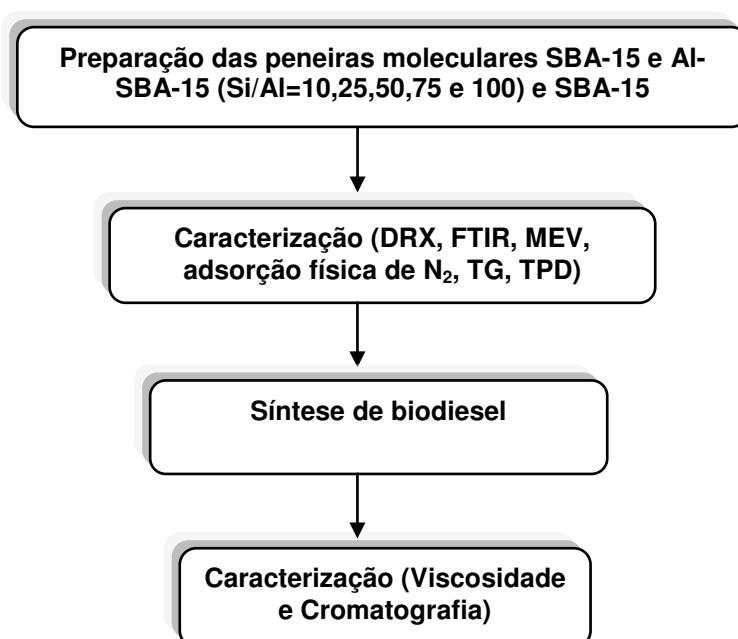 Preparação das peneiras moleculares SBA-15 e Al-
SBA-15 (Si/Al=10,25,50,75 e 100) e SBA-15
Caracterização (DRX, FTIR, MEV,
adsorção física de N₂, TG, TPD)
Síntese de biodiesel
Caracterização (Viscosidade
e Cromatografia)